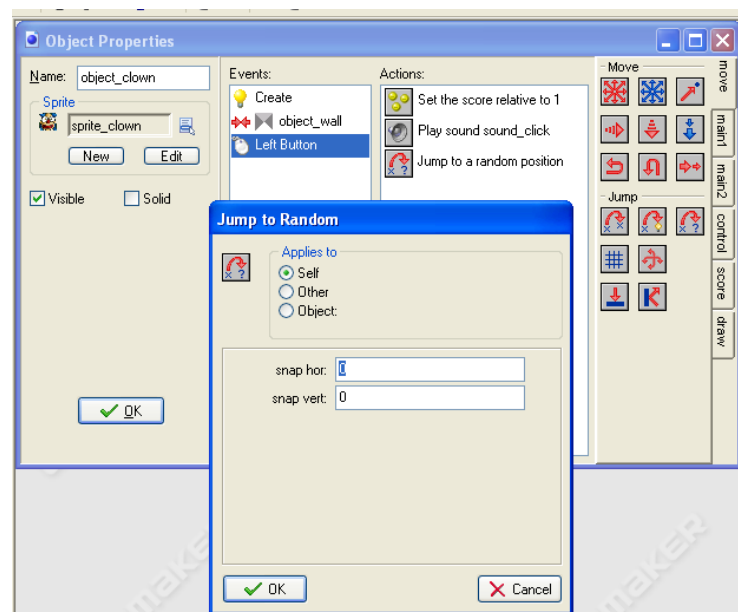 Object Properties
Name: object_clown
Sprite
sprite_clown
New Edit
Visible Solid
OK
Events:
Create
object_wall
Left Button
Actions:
Set the score relative to 1
Play sound sound_click
Jump to a random position
Move
Jump
move
main1
main2
control
score
draw
Jump to Random
Applies to
Self
Other
Object:
snap hor: 0
snap vert: 0
OK Cancel
maker
maker